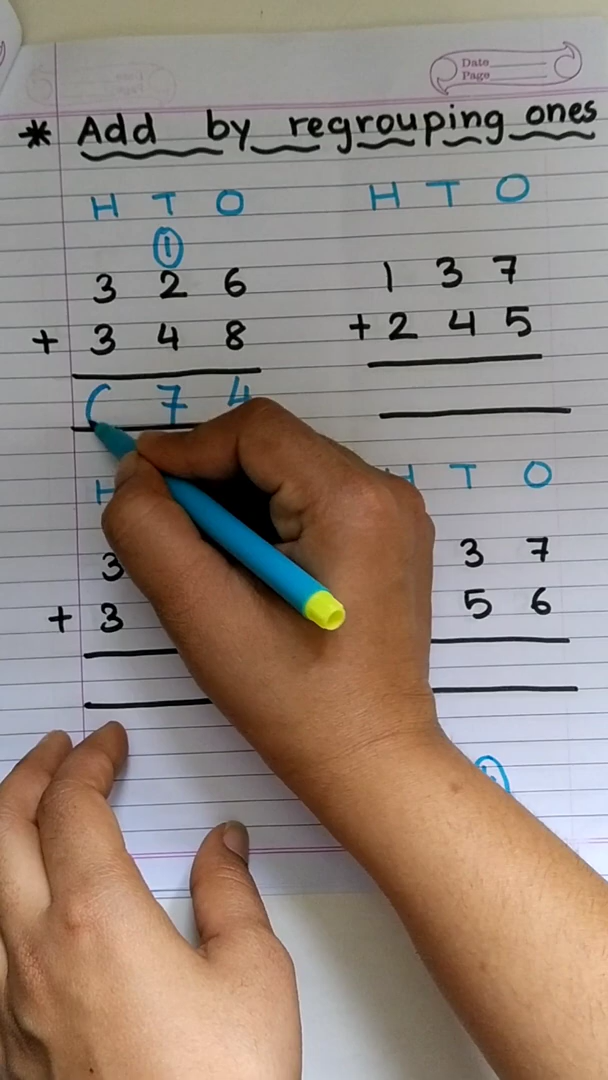 Date
Page
* Add by regrouping ones
H T O
1
3 2 6
+ 3 4 8
7 4
H T O
1 3 7
+ 2 4 5
H
3
+ 3
H T O
3 7
5 6